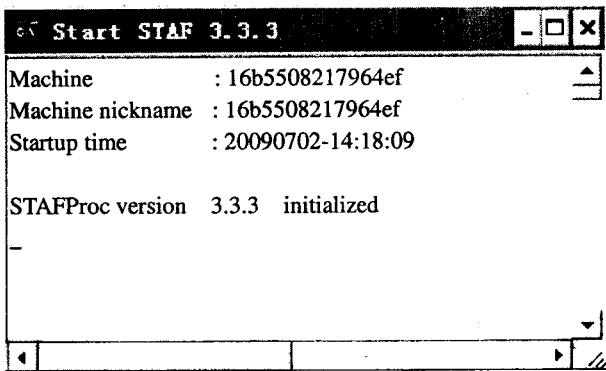 Start STAF 3.3.3
Machine : 16b5508217964ef
Machine nickname : 16b5508217964ef
Startup time : 20090702-14:18:09
STAFProc version 3.3.3 initialized